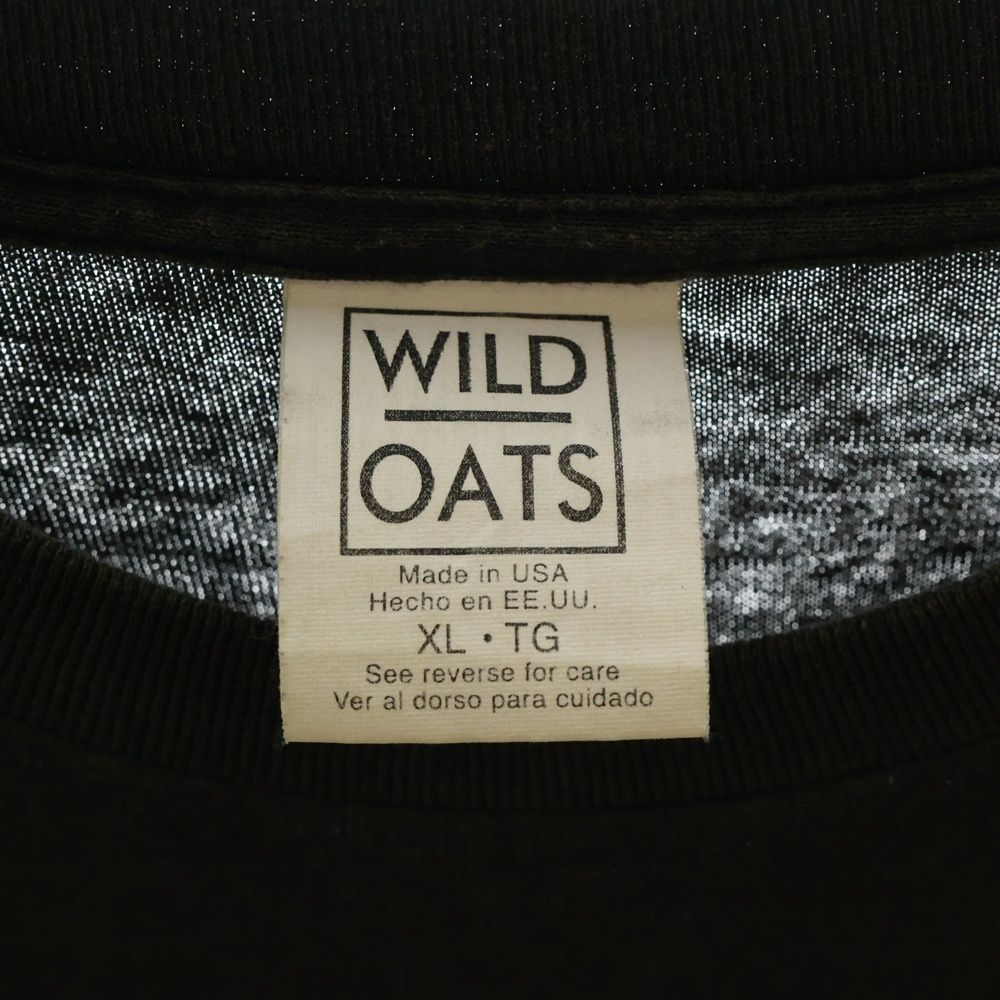 WILD
OATS
Made in USA
Hecho en EE.UU.
XL • TG
See reverse for care
Ver al dorso para cuidado